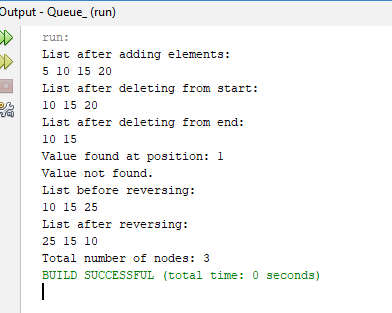 Output - Queue_ (run)
run:
List after adding elements:
5 10 15 20
List after deleting from start:
10 15 20
List after deleting from end:
10 15
Value found at position: 1
Value not found.
List before reversing:
10 15 25
List after reversing:
25 15 10
Total number of nodes: 3
BUILD SUCCESSFUL (total time: 0 seconds)